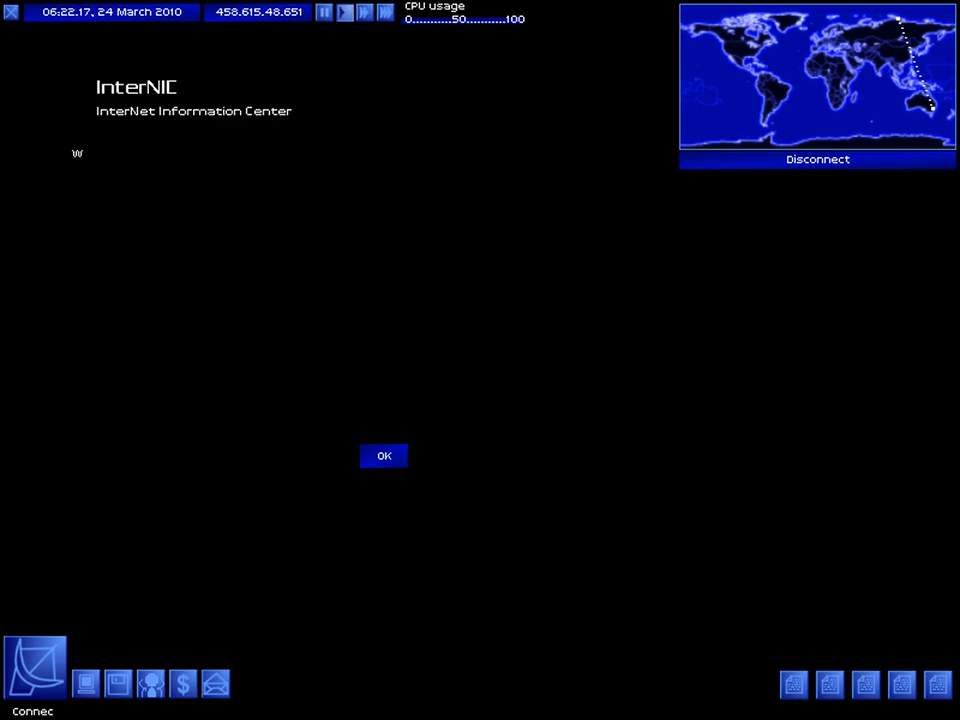 06:22.17, 24 March 2010
458.615.48.651
CPU usage
0...........50...........100
InterNIC
InterNet Information Center
w
Disconnect
OK
$
Connec